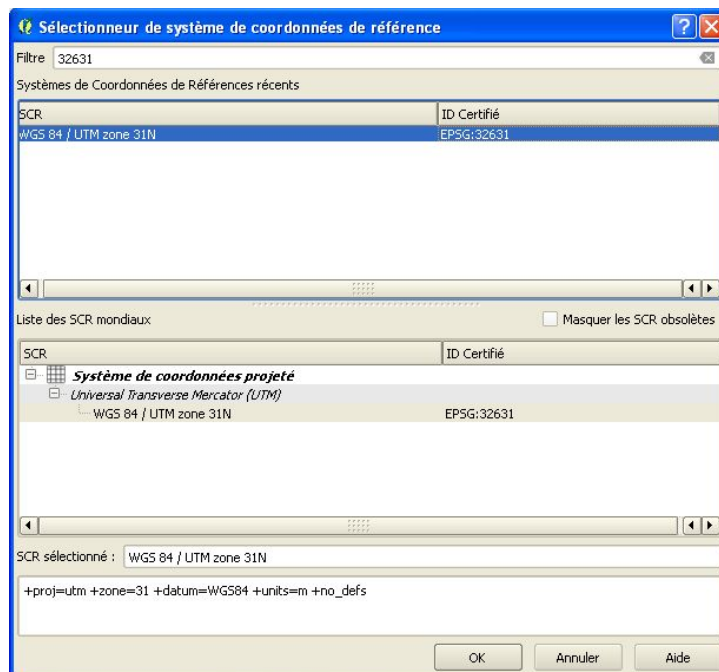 Sélectionneur de système de coordonnées de référence
Filtre 32631
Systèmes de Coordonnées de Références récents
SCR ID Certifié
WGS 84 / UTM zone 31N EPSG:32631
Liste des SCR mondiaux Masquer les SCR obsolètes
SCR ID Certifié
Système de coordonnées projeté
Universal Transverse Mercator (UTM)
WGS 84 / UTM zone 31N EPSG:32631
SCR sélectionné : WGS 84 / UTM zone 31N
+proj=utm +zone=31 +datum=WGS84 +units=m +no_defs
OK Annuler Aide